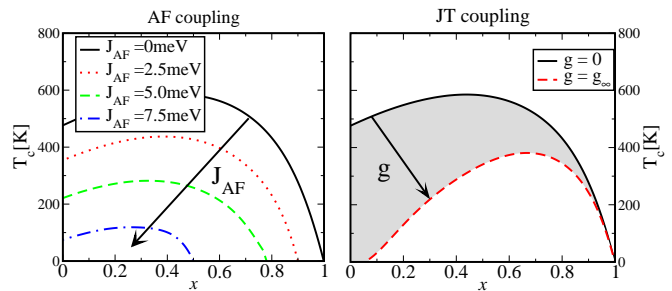 AF coupling
JT coupling
T_c[K]
800
600
400
200
0
0
0.2
0.4
0.6
0.8
1
x
J_AF =0meV
J_AF =2.5meV
J_AF =5.0meV
J_AF =7.5meV
J_AF
g = 0
g = g_∞
g
0
0.2
0.4
0.6
0.8
1
x
800
600
400
200
0
T_c[K]